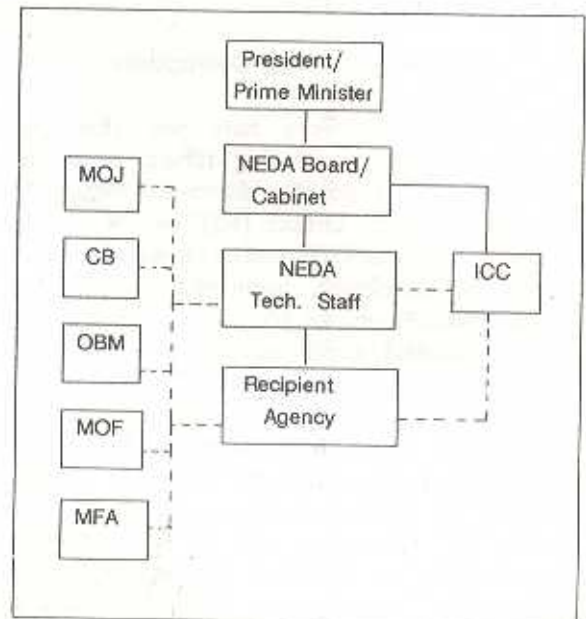 President/
Prime Minister
NEDA Board/
Cabinet
NEDA
Tech. Staff
Recipient
Agency
ICC
MOJ
CB
OBM
MOF
MFA